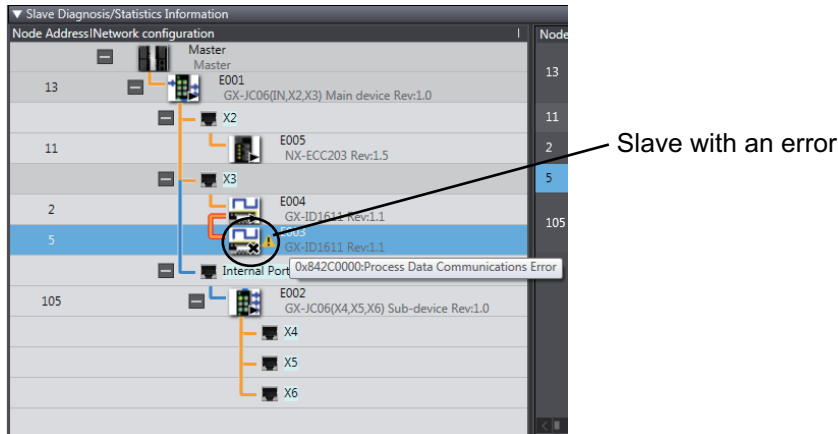 ▼ Slave Diagnosis/Statistics Information
Node Address|Network configuration | Node
Master
Master
13 E001 13
GX-JC06(IN,X2,X3) Main device Rev:1.0
X2 11
11 E005 2
NX-ECC203 Rev:1.5
Slave with an error
X3 5
2 E004
GX-ID1611 Rev:1.1 105
5 E003
GX-ID1611 Rev:1.1
Internal Port
0x842C0000:Process Data Communications Error
105 E002
GX-JC06(X4,X5,X6) Sub-device Rev:1.0
X4
X5
X6